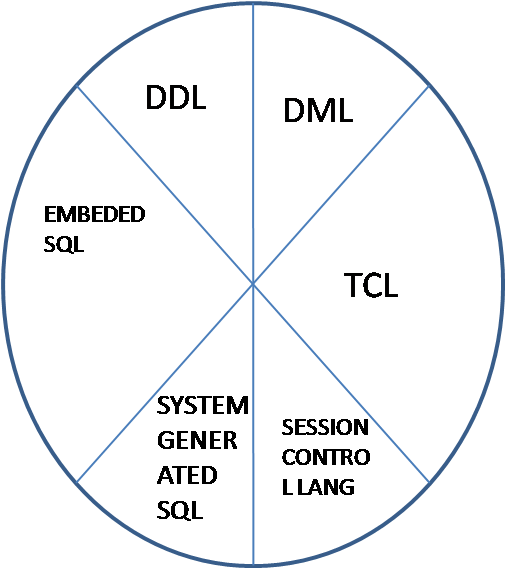 DDL
DML
EMBEDED
SQL
TCL
SYSTEM
GENER
ATED
SQL
SESSION
CONTRO
L LANG